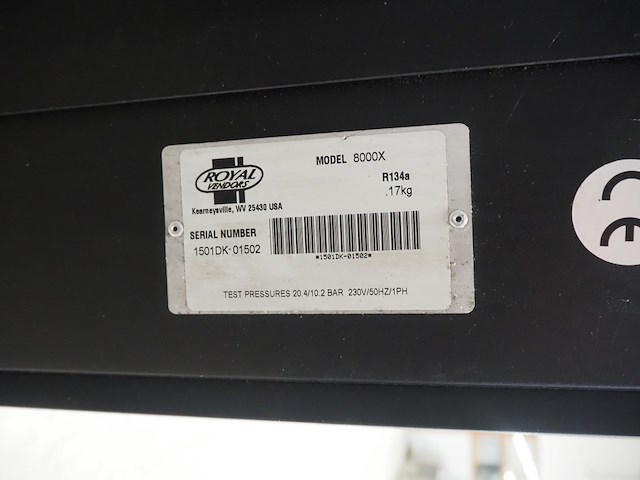 ROYAL
VENDORS
MODEL 8000X
R134a
.17kg
Kearneysville, WV 25430 USA
SERIAL NUMBER
1501DK-01502
*1501DK-01502*
TEST PRESSURES 20.4/10.2 BAR 230V/50HZ/1PH
CE